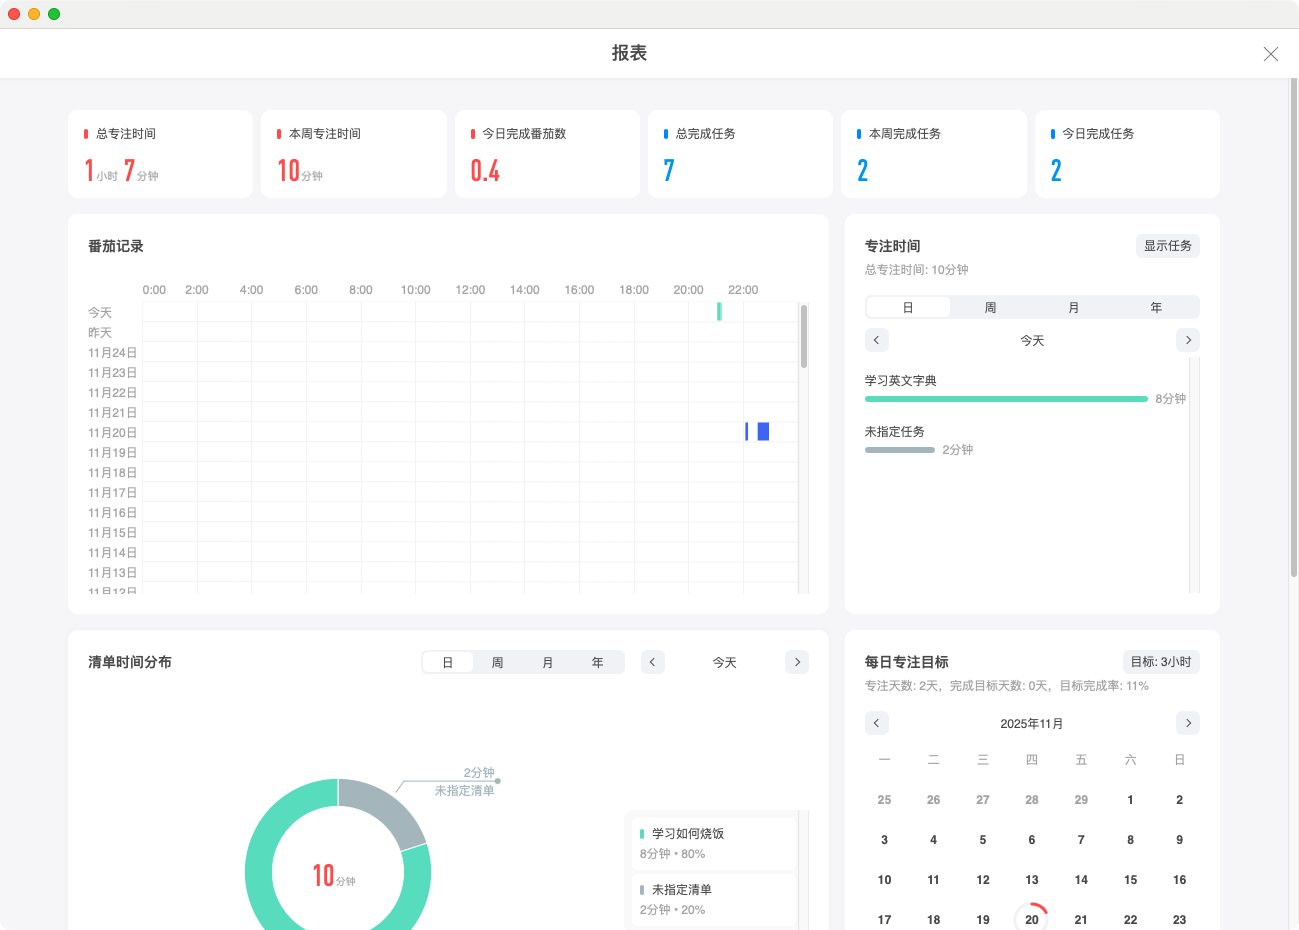 报表
总专注时间
1小时 7分钟
本周专注时间
10分钟
今日完成番茄数
0.4
总完成任务
7
本周完成任务
2
今日完成任务
2
番茄记录
0:00 2:00 4:00 6:00 8:00 10:00 12:00 14:00 16:00 18:00 20:00 22:00
今天
昨天
11月24日
11月23日
11月22日
11月21日
11月20日
11月19日
11月18日
11月17日
11月16日
11月15日
11月14日
11月13日
11月12日
专注时间 显示任务
总专注时间: 10分钟
日 周 月 年
今天
学习英文字典
8分钟
未指定任务
2分钟
清单时间分布 日 周 月 年 今天
2分钟
未指定清单
10分钟
学习如何烧饭
8分钟 • 80%
未指定清单
2分钟 • 20%
每日专注目标 目标: 3小时
专注天数: 2天，完成目标天数: 0天，目标完成率: 11%
2025年11月
一 二 三 四 五 六 日
25 26 27 28 29 1 2
3 4 5 6 7 8 9
10 11 12 13 14 15 16
17 18 19 20 21 22 23